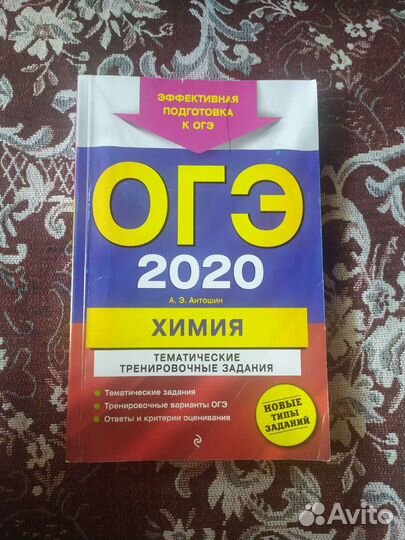 ЭФФЕКТИВНАЯ
ПОДГОТОВКА
К ОГЭ
ОГЭ
2020
А. Э. Антошин
ХИМИЯ
ТЕМАТИЧЕСКИЕ
ТРЕНИРОВОЧНЫЕ ЗАДАНИЯ
Тематические задания
Тренировочные варианты ОГЭ
Ответы и критерии оценивания
НОВЫЕ
ТИПЫ
ЗАДАНИЙ
Avito